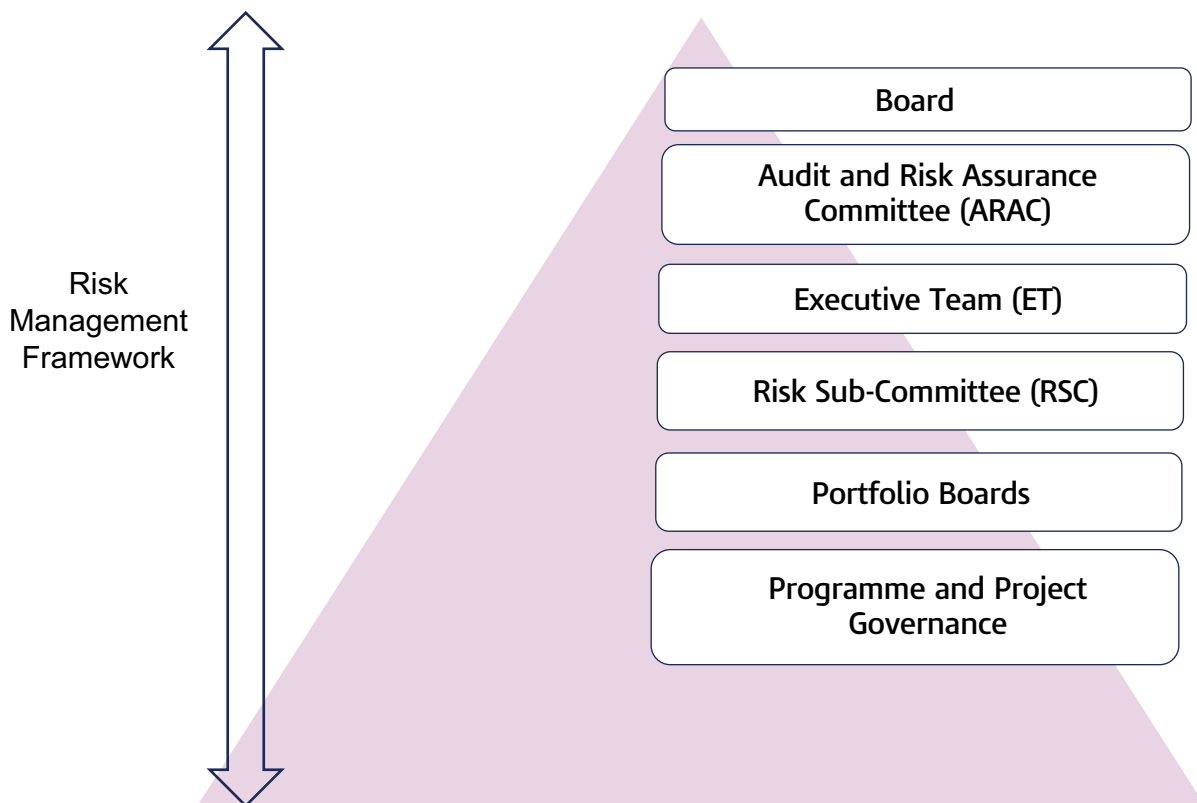 Board
Audit and Risk Assurance
Committee (ARAC)
Risk
Management
Framework
Executive Team (ET)
Risk Sub-Committee (RSC)
Portfolio Boards
Programme and Project
Governance